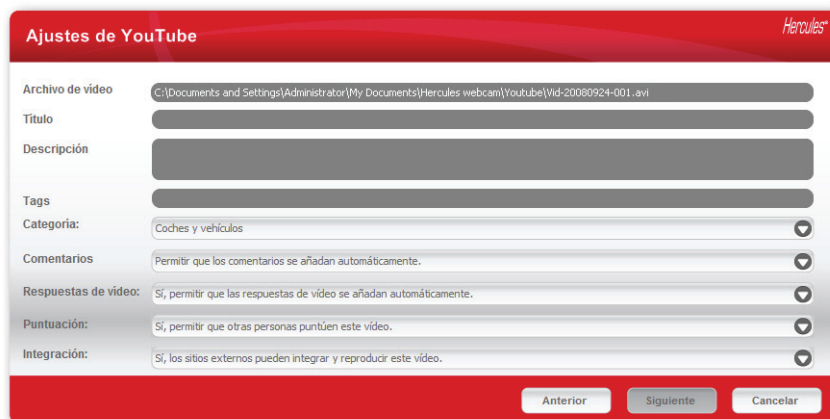 Ajustes de YouTube
Hercules
Archivo de vídeo
C:\Documents and Settings\Administrator\My Documents\Hercules webcam\Youtube\Vid-20080924-001.avi
Título
Descripción
Tags
Categoría:
Coches y vehículos
Comentarios
Permitir que los comentarios se añadan automáticamente.
Respuestas de vídeo:
Sí, permitir que las respuestas de vídeo se añadan automáticamente.
Puntuación:
Sí, permitir que otras personas puntúen este vídeo.
Integración:
Sí, los sitios externos pueden integrar y reproducir este vídeo.
Anterior
Siguiente
Cancelar